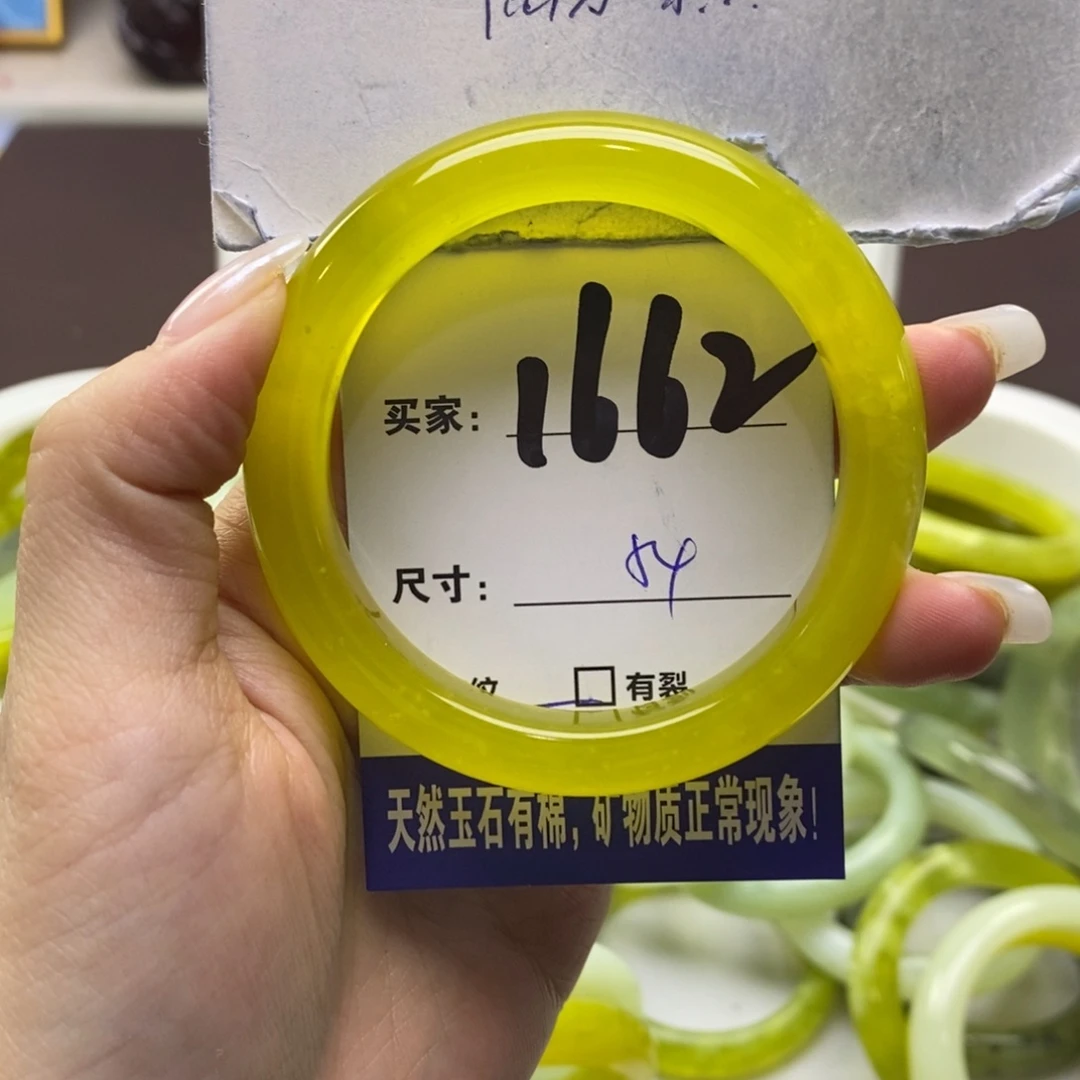 买家: 1662
尺寸: 54
纹 □ 有裂
天然玉石有棉,矿物质正常现象!